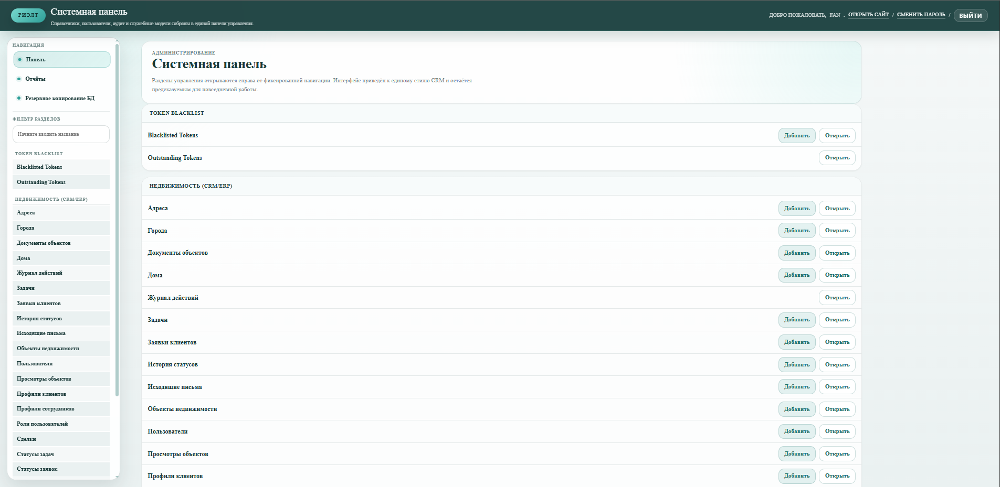 РИЭЛТ
Системная панель
Справочники, пользователи, аудит и служебные модели собраны в единой панели управления.
ДОБРО ПОЖАЛОВАТЬ, FAN . ОТКРЫТЬ САЙТ / СМЕНИТЬ ПАРОЛЬ / ВЫЙТИ
НАВИГАЦИЯ
Панель
Отчёты
Резервное копирование БД
ФИЛЬТР РАЗДЕЛОВ
Начните вводить название
TOKEN BLACKLIST
Blacklisted Tokens
Outstanding Tokens
НЕДВИЖИМОСТЬ (CRM/ERP)
Адреса
Города
Документы объектов
Дома
Журнал действий
Задачи
Заявки клиентов
История статусов
Исходящие письма
Объекты недвижимости
Пользователи
Просмотры объектов
Профили клиентов
Профили сотрудников
Роли пользователей
Сделки
Статусы задач
Статусы заявок
АДМИНИСТРИРОВАНИЕ
Системная панель
Разделы управления открываются справа от фиксированной навигации. Интерфейс приведён к единому стилю CRM и остаётся
предсказуемым для повседневной работы.
TOKEN BLACKLIST
Blacklisted Tokens Добавить Открыть
Outstanding Tokens Открыть
НЕДВИЖИМОСТЬ (CRM/ERP)
Адреса Добавить Открыть
Города Добавить Открыть
Документы объектов Добавить Открыть
Дома Добавить Открыть
Журнал действий Открыть
Задачи Добавить Открыть
Заявки клиентов Добавить Открыть
История статусов Добавить Открыть
Исходящие письма Добавить Открыть
Объекты недвижимости Добавить Открыть
Пользователи Добавить Открыть
Просмотры объектов Добавить Открыть
Профили клиентов Добавить Открыть